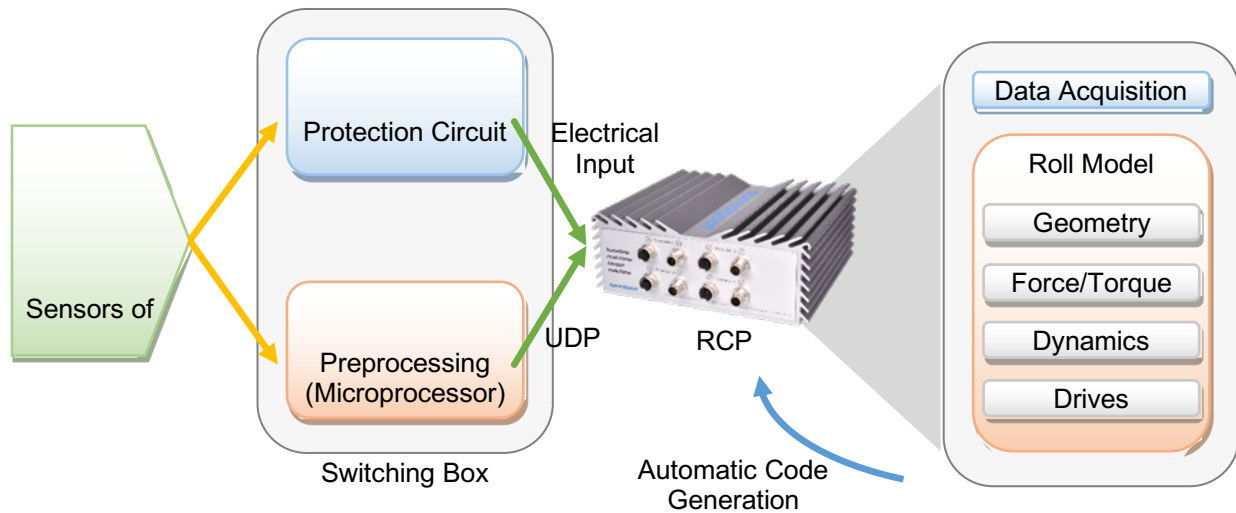 Sensors of
Protection Circuit
Preprocessing
(Microprocessor)
Switching Box
Electrical
Input
UDP
RCP
Automatic Code
Generation
Data Acquisition
Roll Model
Geometry
Force/Torque
Dynamics
Drives